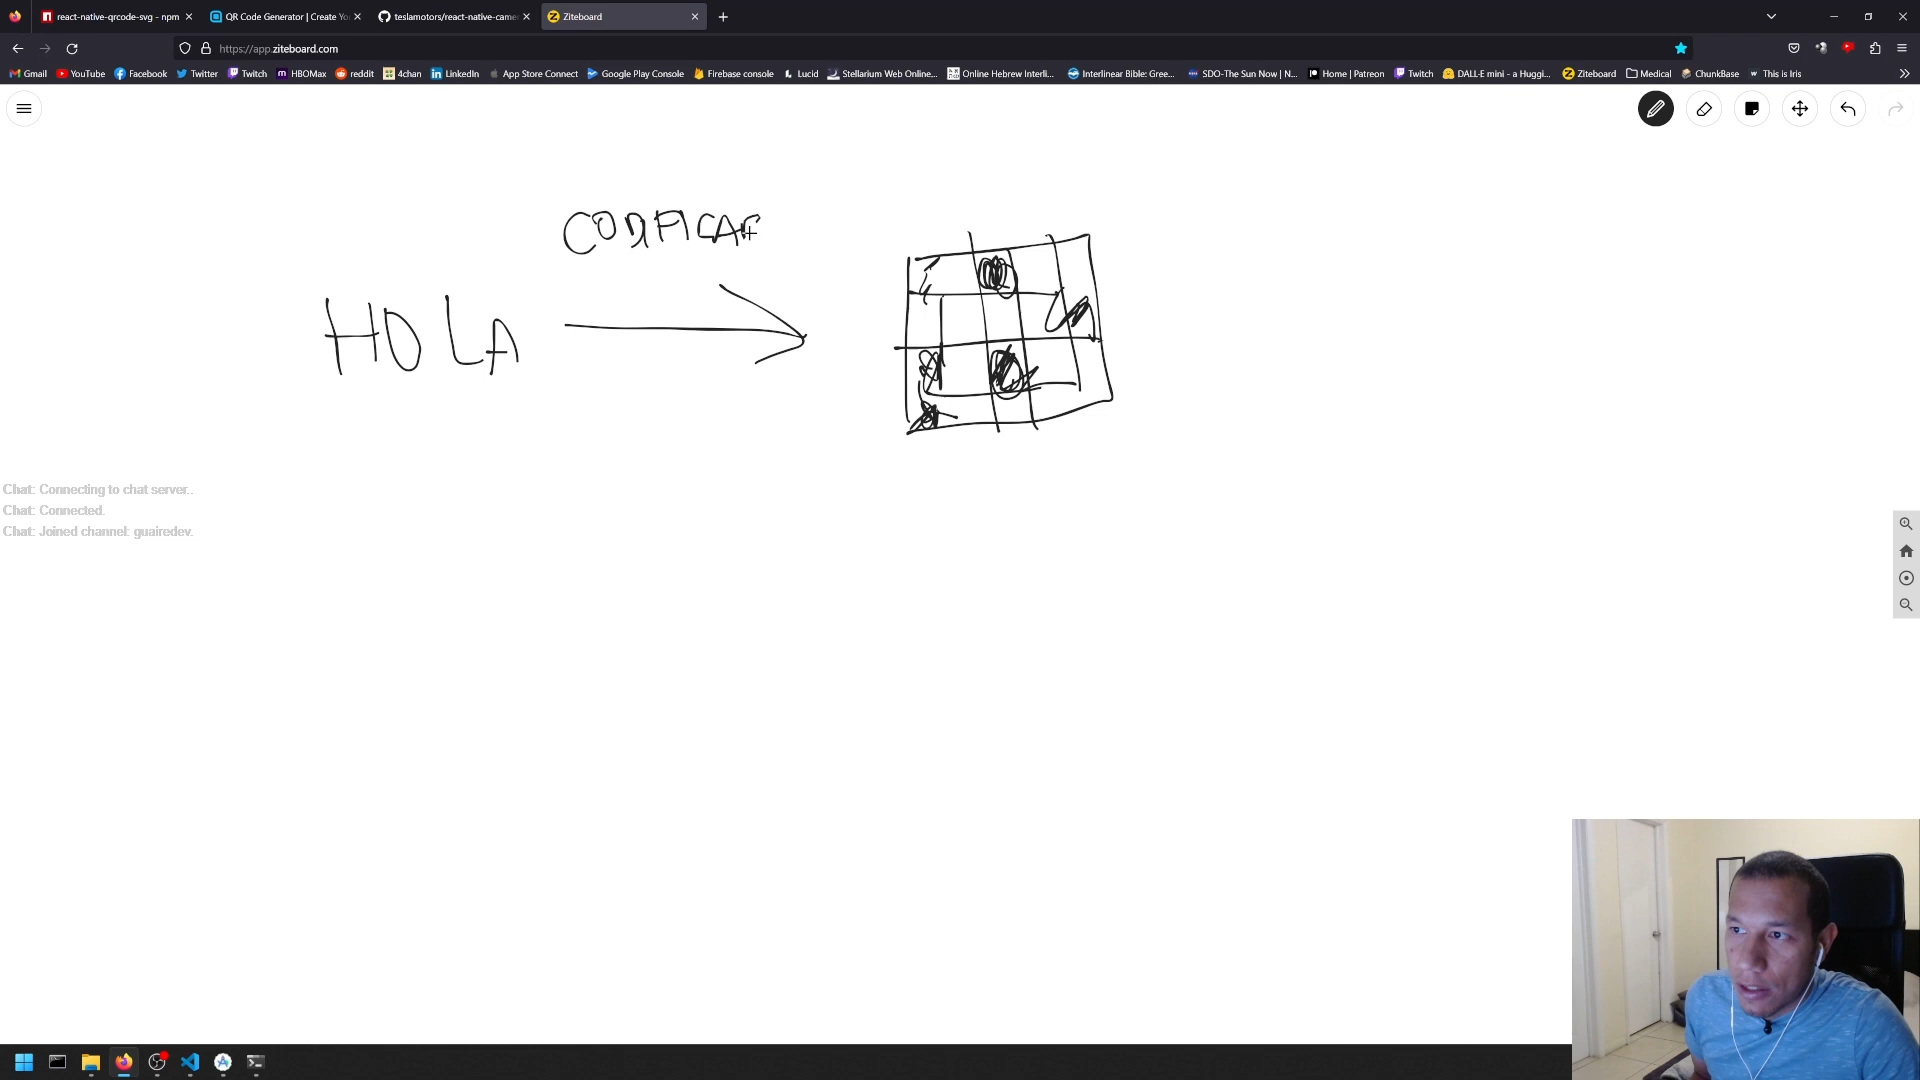 react-native-qrcode-svg - npm
QR Code Generator | Create Yo
teslamotors/react-native-came
Ziteboard
https://app.ziteboard.com
Gmail YouTube Facebook Twitter Twitch HBOMax reddit 4chan LinkedIn App Store Connect Google Play Console Firebase console Lucid Stellarium Web Online... Online Hebrew Interli... Interlinear Bible: Gree... SDO-The Sun Now | N... Home | Patreon Twitch DALL·E mini - a Huggi... Ziteboard Medical ChunkBase This is Iris
CODIFICAR
HOLA
Chat: Connecting to chat server..
Chat: Connected.
Chat: Joined channel: guairedev.